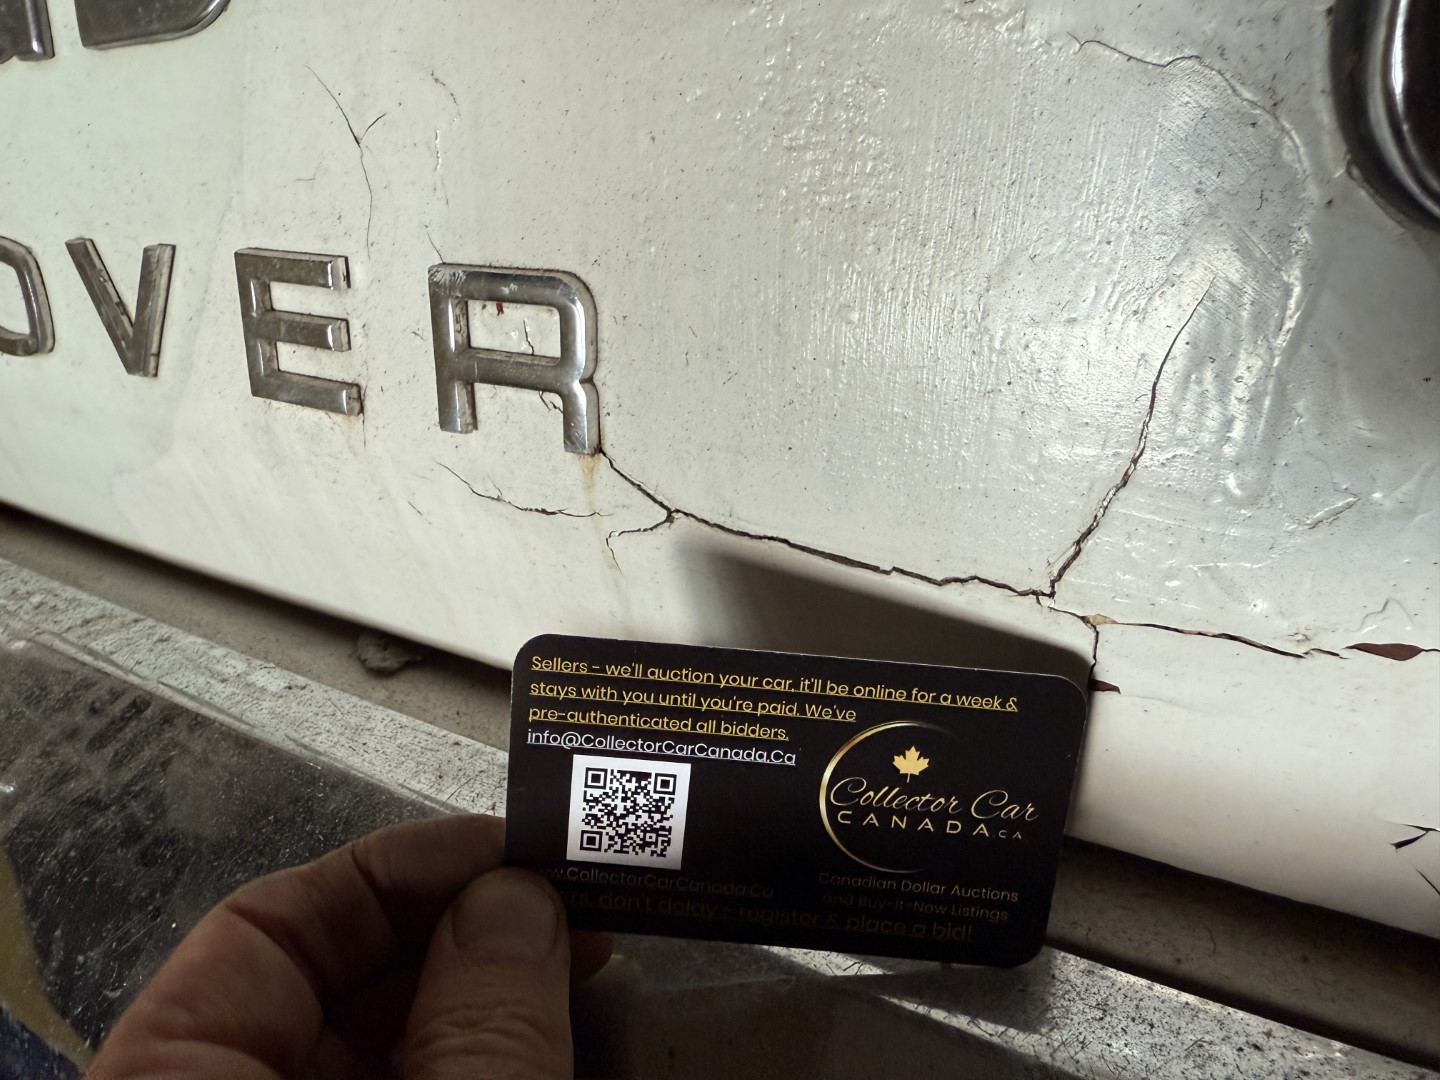 OVER
Sellers - we'll auction your car, it'll be online for a week &
stays with you until you're paid. We've
pre-authenticated all bidders.
info@CollectorCarCanada.Ca
Collector Car
CANADA.CA
w.CollectorCarCanada.Ca
Canadian Dollar Auctions
and Buy-It-Now Listings
don't delay - register & place a bid!